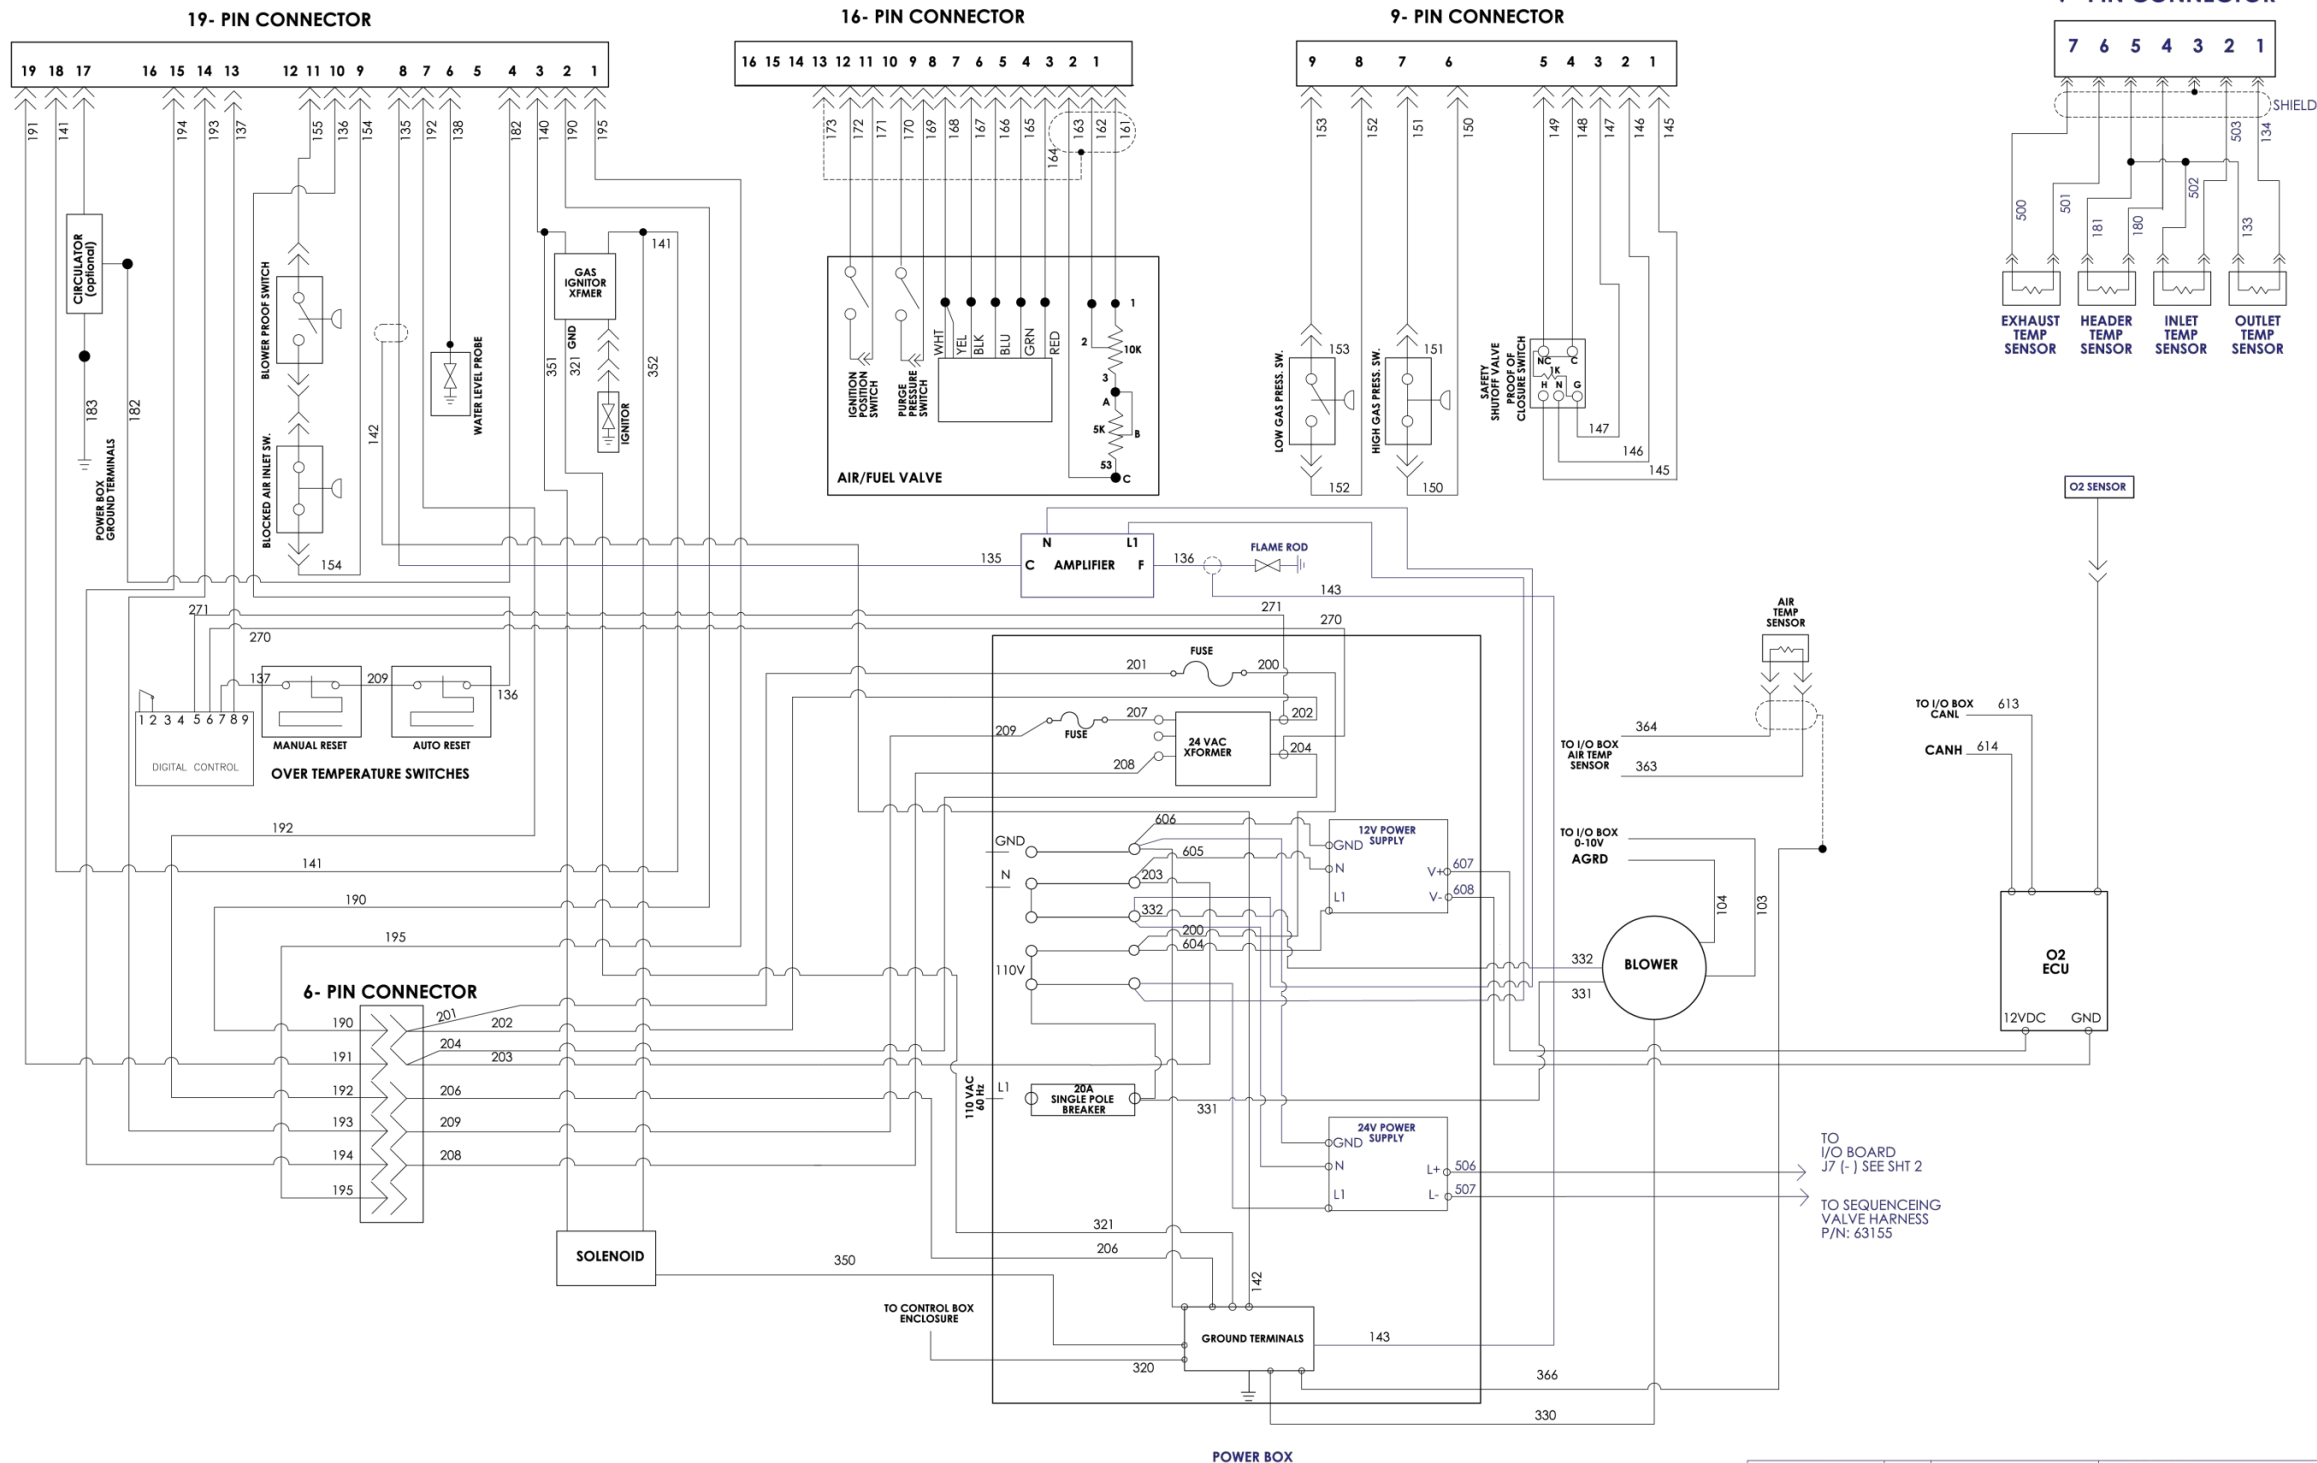 19- PIN CONNECTOR
16- PIN CONNECTOR
9- PIN CONNECTOR
PIN CONNECTOR
19 18 17 16 15 14 13 12 11 10 9 8 7 6 5 4 3 2 1
16 15 14 13 12 11 10 9 8 7 6 5 4 3 2 1
9 8 7 6 5 4 3 2 1
7 6 5 4 3 2 1
SHIELD
191 141 194 193 137 155 136 154 135 192 138 182 140 190 195
173 172 171 170 169 168 167 166 165 164 163 162 161
153 152 151 150 149 148 147 146 145
503 134
500 501 181 180 502 133
CIRCULATOR
(optional)
183
182
POWER BOX
GROUND TERMINALS
BLOWER PROOF SWITCH
BLOCKED AIR INLET SW.
154
142
WATER LEVEL PROBE
GAS
IGNITOR
XFMER
141
GND
351 321 352
IGNITOR
IGNITION
POSITION
SWITCH
PURGE
PRESSURE
SWITCH
WHT YEL BLK BLU GRN RED
1
2
10K
3
A
5K
B
53
C
AIR/FUEL VALVE
LOW GAS PRESS. SW.
153
152
HIGH GAS PRESS. SW.
151
150
SAFETY
SHUTOFF VALVE
PROOF OF
CLOSURE SWITCH
NC C
1K
H N G
147
146
145
EXHAUST
TEMP
SENSOR
HEADER
TEMP
SENSOR
INLET
TEMP
SENSOR
OUTLET
TEMP
SENSOR
O2 SENSOR
N L1
135 C AMPLIFIER F 136
FLAME ROD
143
271
270
271
270
137 209 136
1 2 3 4 5 6 7 8 9
DIGITAL CONTROL
MANUAL RESET
AUTO RESET
OVER TEMPERATURE SWITCHES
192
141
190
195
FUSE
201 200
209
FUSE
207
208
24 VAC
XFORMER
202
204
GND
N
110V
606
605
203
332
200
604
12V POWER
SUPPLY
GND
N
L1
V+ 607
V- 608
AIR
TEMP
SENSOR
364
TO I/O BOX
AIR TEMP
SENSOR
363
TO I/O BOX
0-10V
AGRD
104
103
BLOWER
332
331
TO I/O BOX
CANL
613
CANH 614
O2
ECU
12VDC GND
6- PIN CONNECTOR
190 201
202
204
191 203
192 206
193 209
194 208
195
110 VAC
60 Hz
L1
20A
SINGLE POLE
BREAKER
331
24V POWER
SUPPLY
GND
N
L1
L+ 506
L- 507
TO
I/O BOARD
J7 (- ) SEE SHT 2
TO SEQUENCEING
VALVE HARNESS
P/N: 63155
SOLENOID
350
321
206
142
TO CONTROL BOX
ENCLOSURE
320
GROUND TERMINALS
143
366
330
POWER BOX